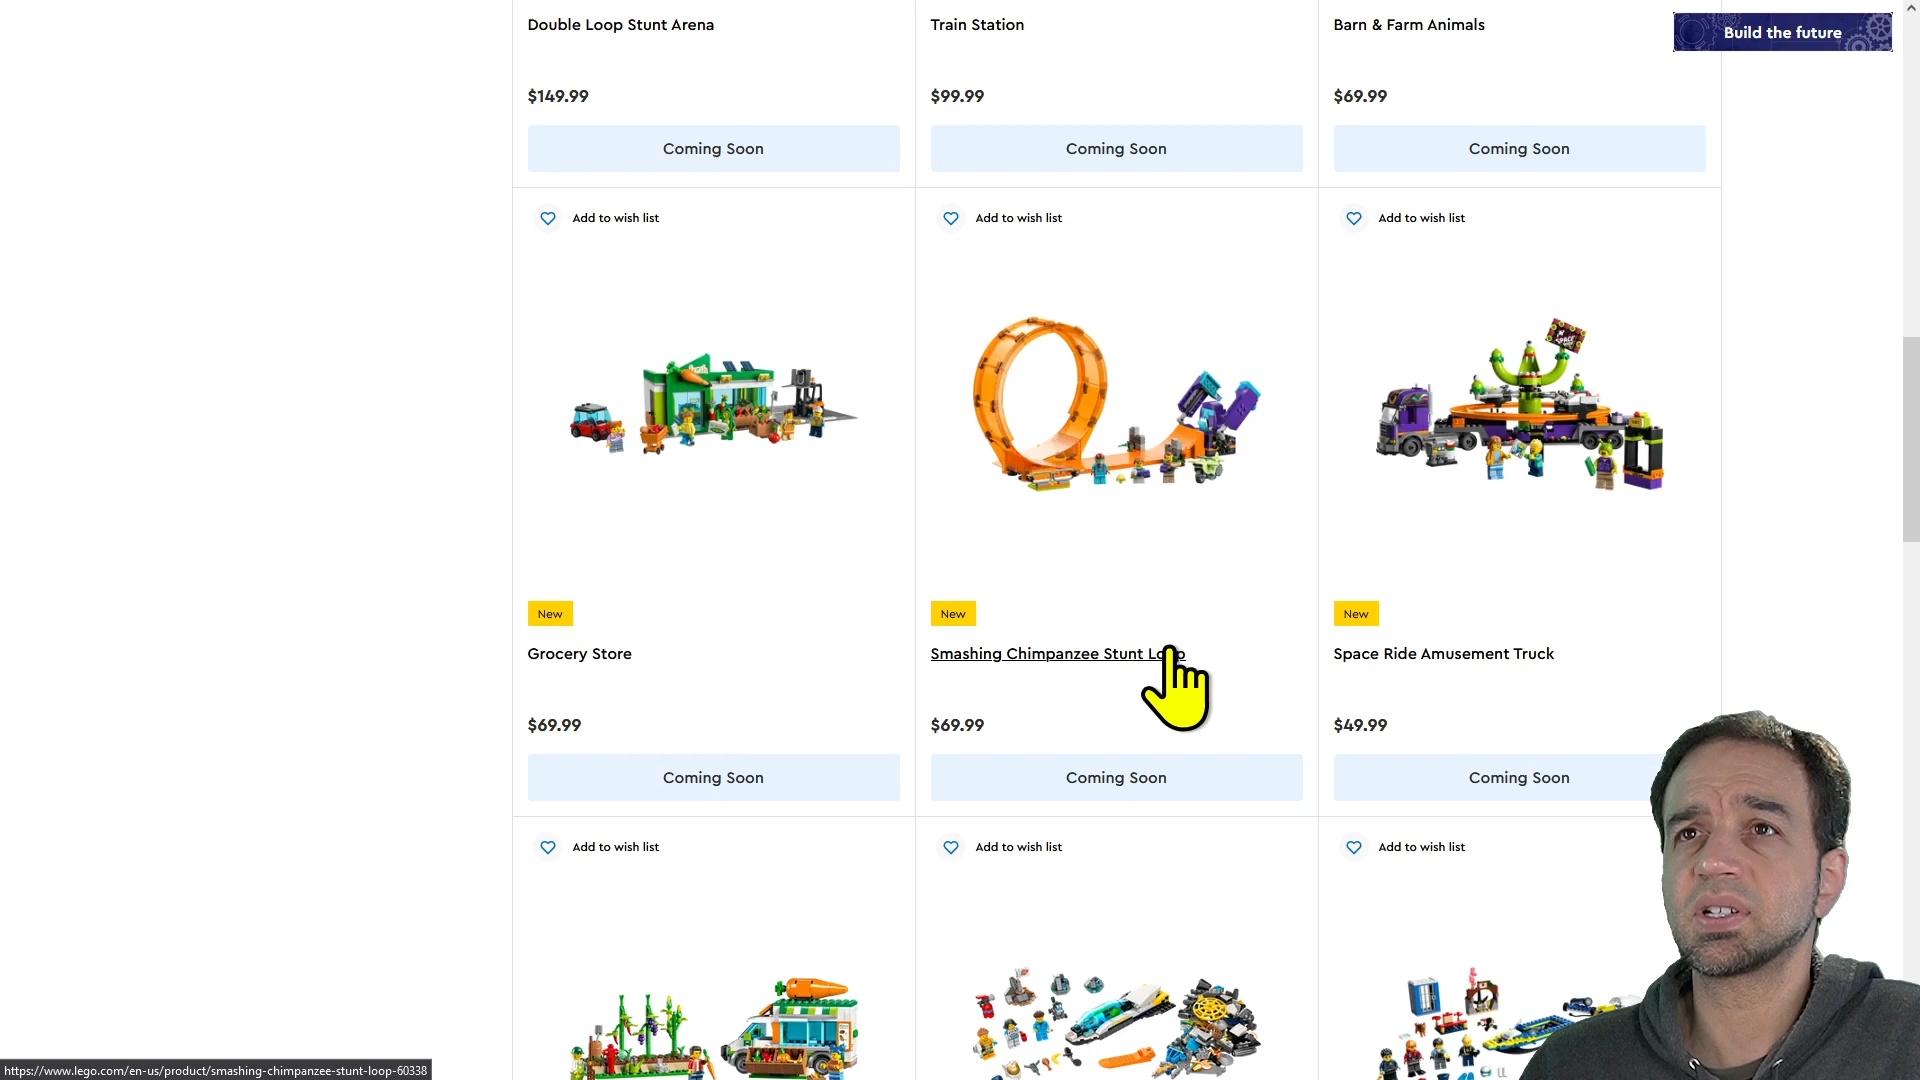 Double Loop Stunt Arena
Train Station
Barn & Farm Animals
Build the future
$149.99
$99.99
$69.99
Coming Soon
Coming Soon
Coming Soon
Add to wish list
Add to wish list
Add to wish list
New
New
New
Grocery Store
Smashing Chimpanzee Stunt Loop
Space Ride Amusement Truck
$69.99
$69.99
$49.99
Coming Soon
Coming Soon
Coming Soon
Add to wish list
Add to wish list
Add to wish list
https://www.lego.com/en-us/product/smashing-chimpanzee-stunt-loop-60338